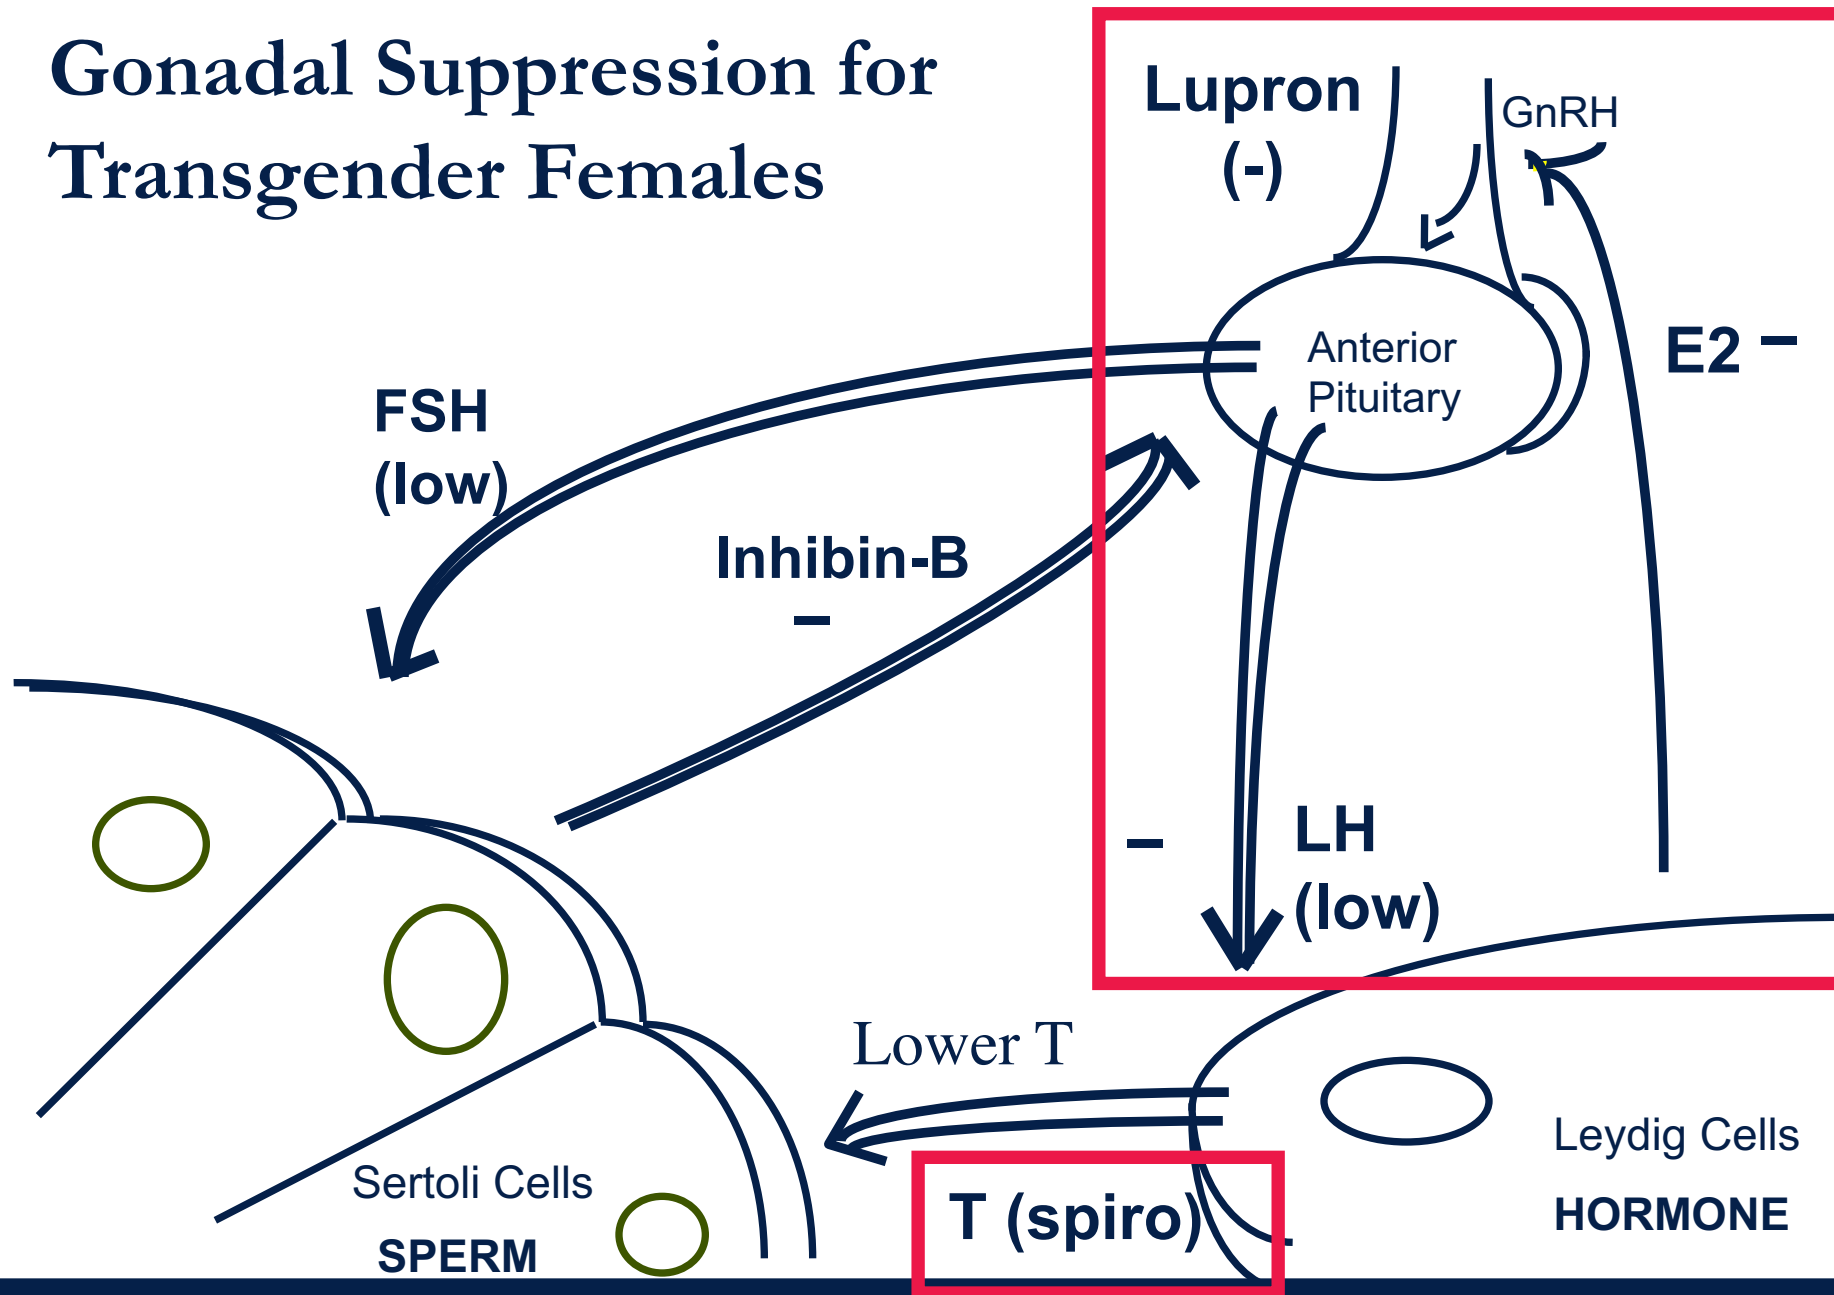 Gonadal Suppression for
Transgender Females
Lupron
(-)
GnRH
Anterior
Pituitary
E2 –
FSH
(low)
Inhibin-B
–
–
LH
(low)
Lower T
T (spiro)
Leydig Cells
HORMONE
Sertoli Cells
SPERM